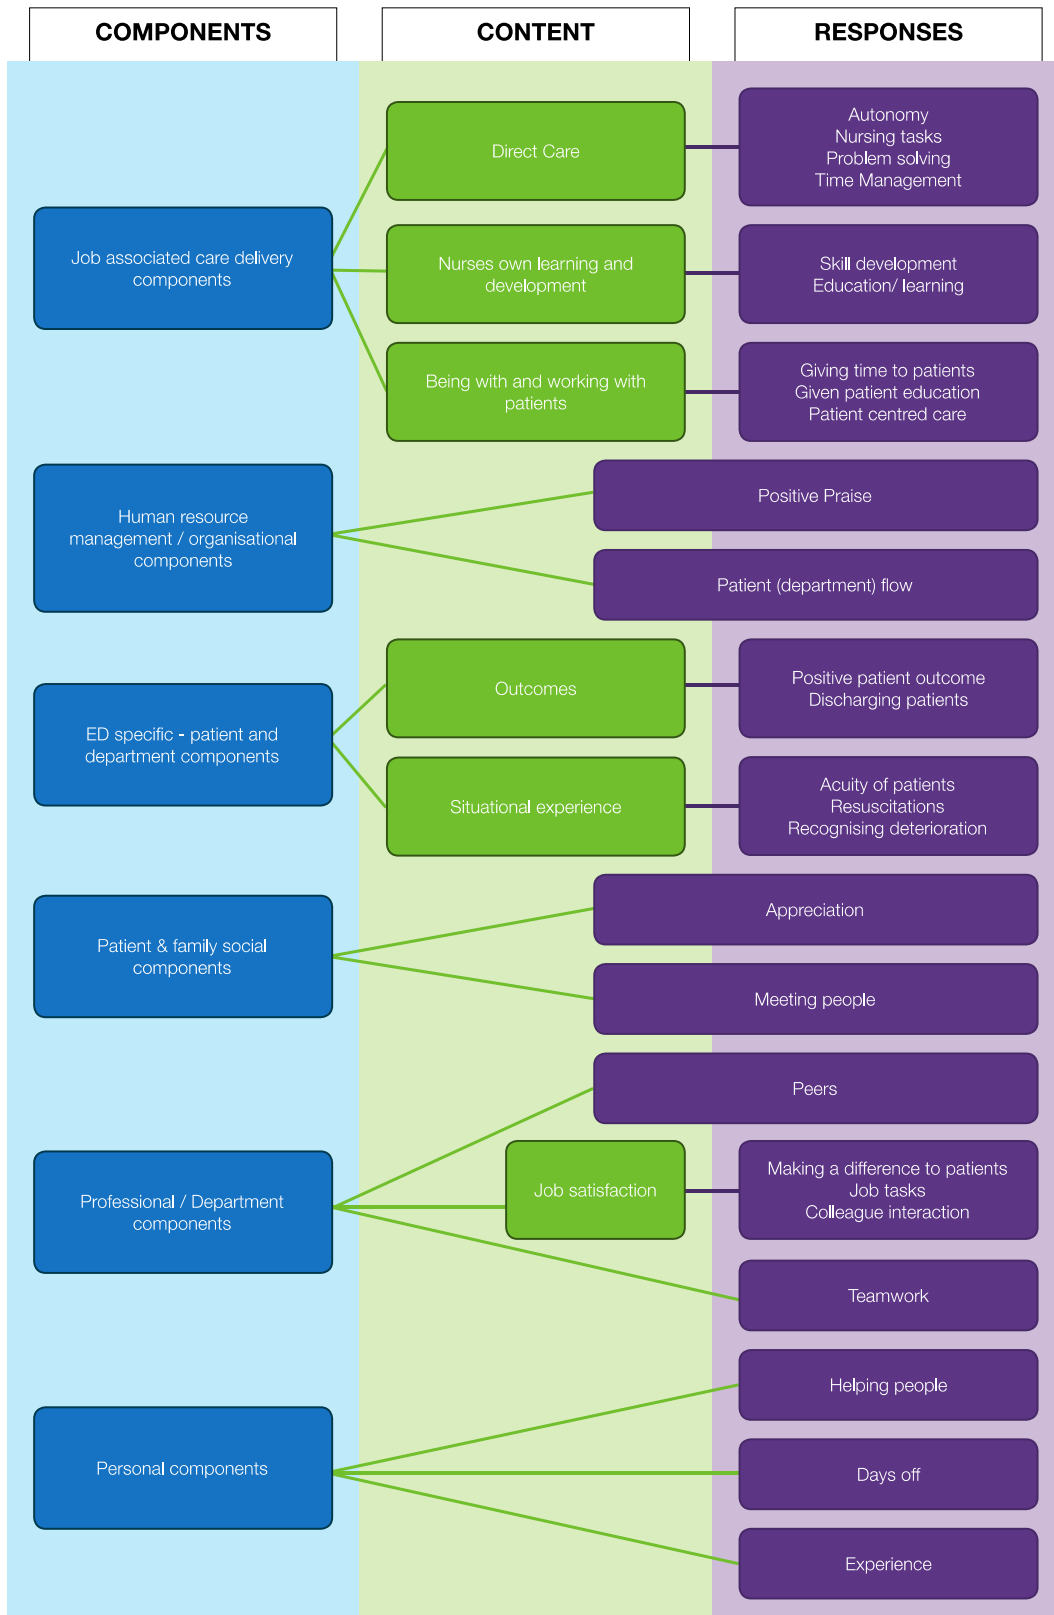 COMPONENTS
CONTENT
RESPONSES
Job associated care delivery
components
Direct Care
Autonomy
Nursing tasks
Problem solving
Time Management
Nurses own learning and
development
Skill development
Education/ learning
Being with and working with
patients
Giving time to patients
Given patient education
Patient centred care
Human resource
management / organisational
components
Positive Praise
Patient (department) flow
ED specific - patient and
department components
Outcomes
Positive patient outcome
Discharging patients
Situational experience
Acuity of patients
Resuscitations
Recognising deterioration
Patient & family social
components
Appreciation
Meeting people
Professional / Department
components
Peers
Job satisfaction
Making a difference to patients
Job tasks
Colleague interaction
Teamwork
Personal components
Helping people
Days off
Experience